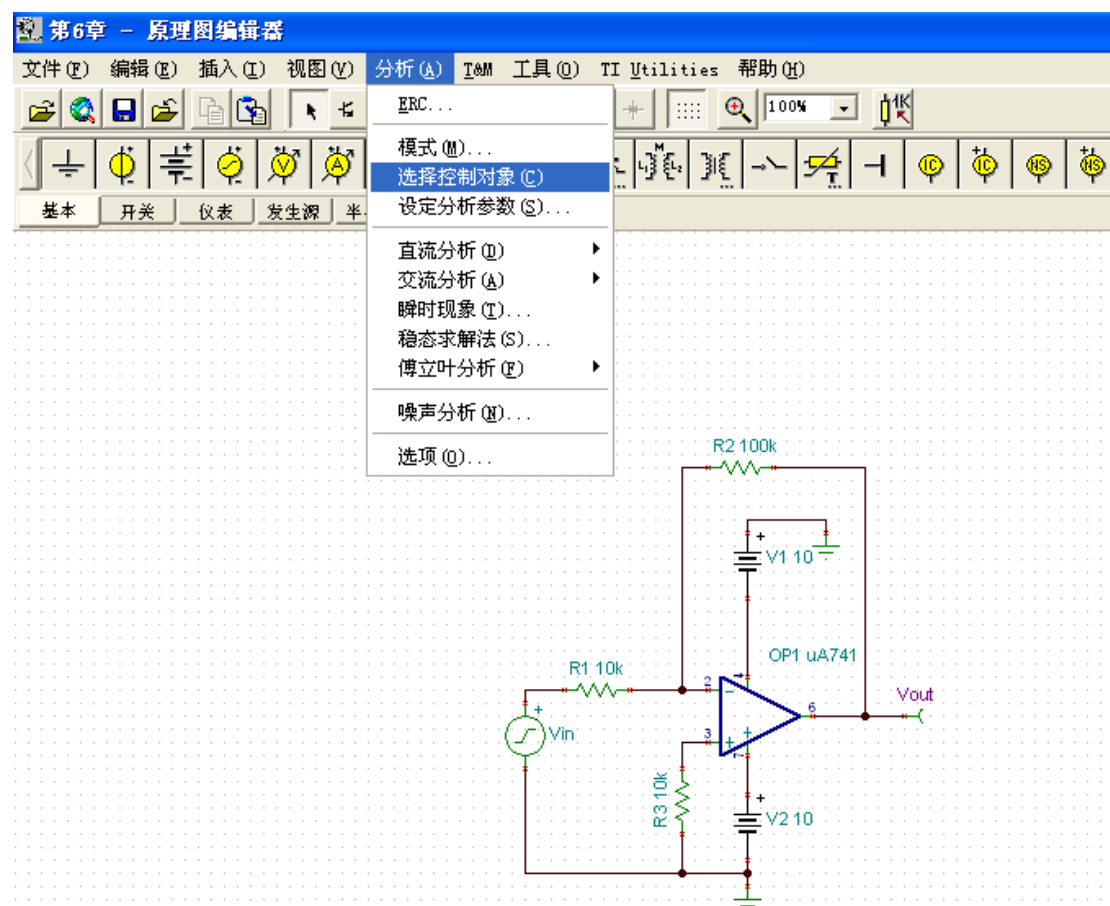 第6章 - 原理图编辑器
文件(F) 编辑(E) 插入(I) 视图(V) 分析(A) T&M 工具(O) TI Utilities 帮助(H)
100% 1K
基本 开关 仪表 发生源
ERC...
模式(M)...
选择控制对象(C)
设定分析参数(S)...
直流分析(D)
交流分析(A)
瞬时现象(T)...
稳态求解法(S)...
傅立叶分析(F)
噪声分析(N)...
选项(O)...
R2 100k
+
V1 10
OP1 uA741
R1 10k
2
4
6
Vout
+
Vin
3
7
R3 10k
+
V2 10